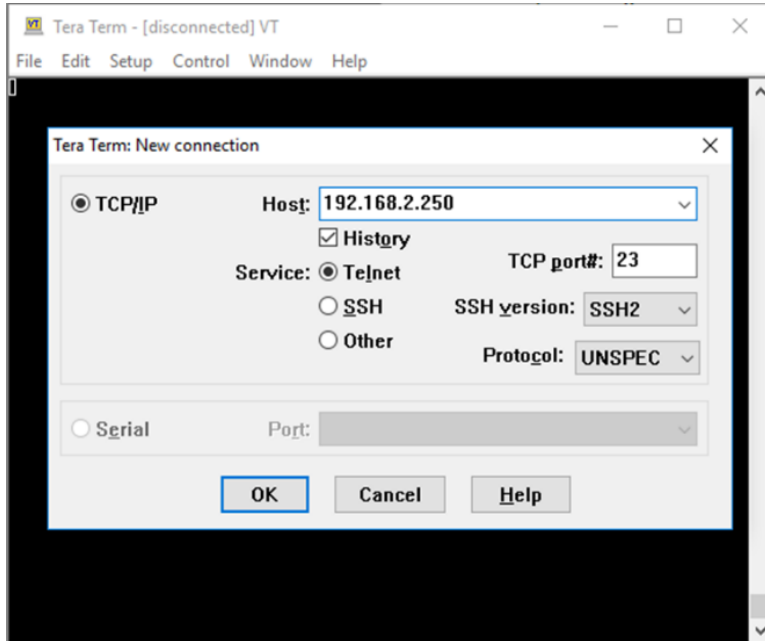 VT Tera Term - [disconnected] VT
File Edit Setup Control Window Help
Tera Term: New connection
TCP/IP Host: 192.168.2.250
History
Service: Telnet TCP port#: 23
SSH SSH version: SSH2
Other Protocol: UNSPEC
Serial Port:
OK Cancel Help